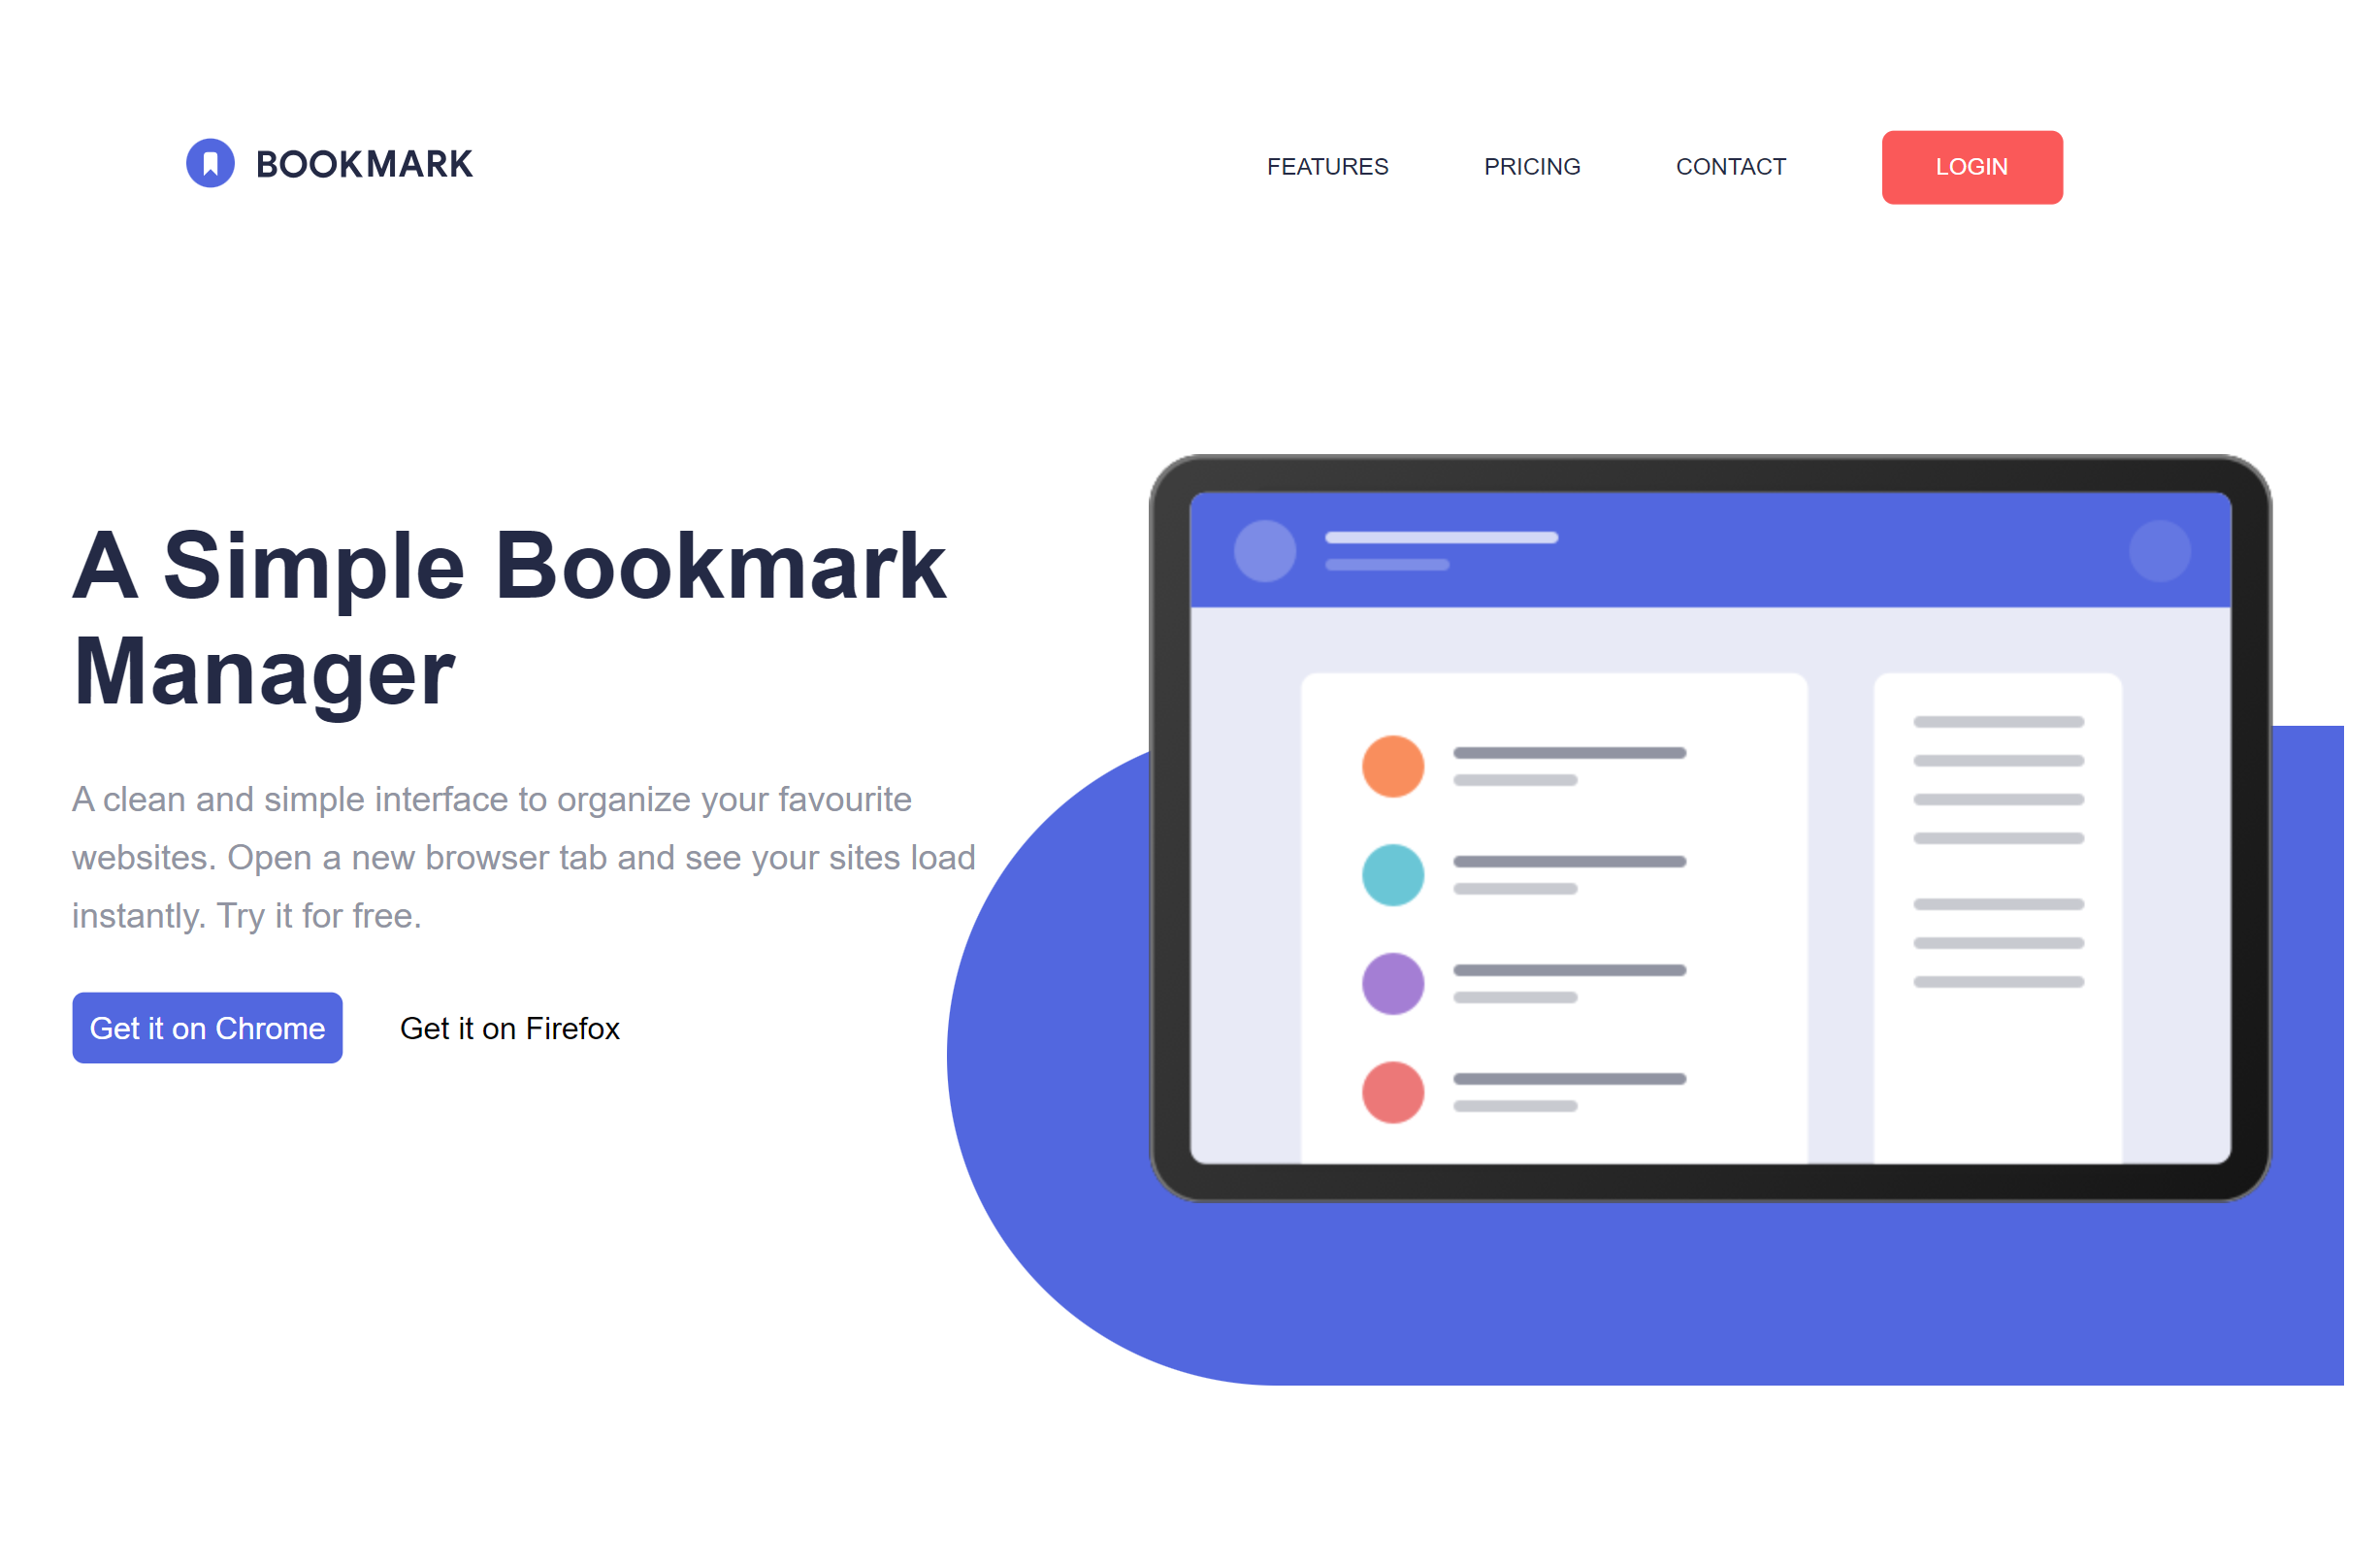 BOOKMARK
FEATURES PRICING CONTACT LOGIN
A Simple Bookmark
Manager
A clean and simple interface to organize your favourite
websites. Open a new browser tab and see your sites load
instantly. Try it for free.
Get it on Chrome Get it on Firefox